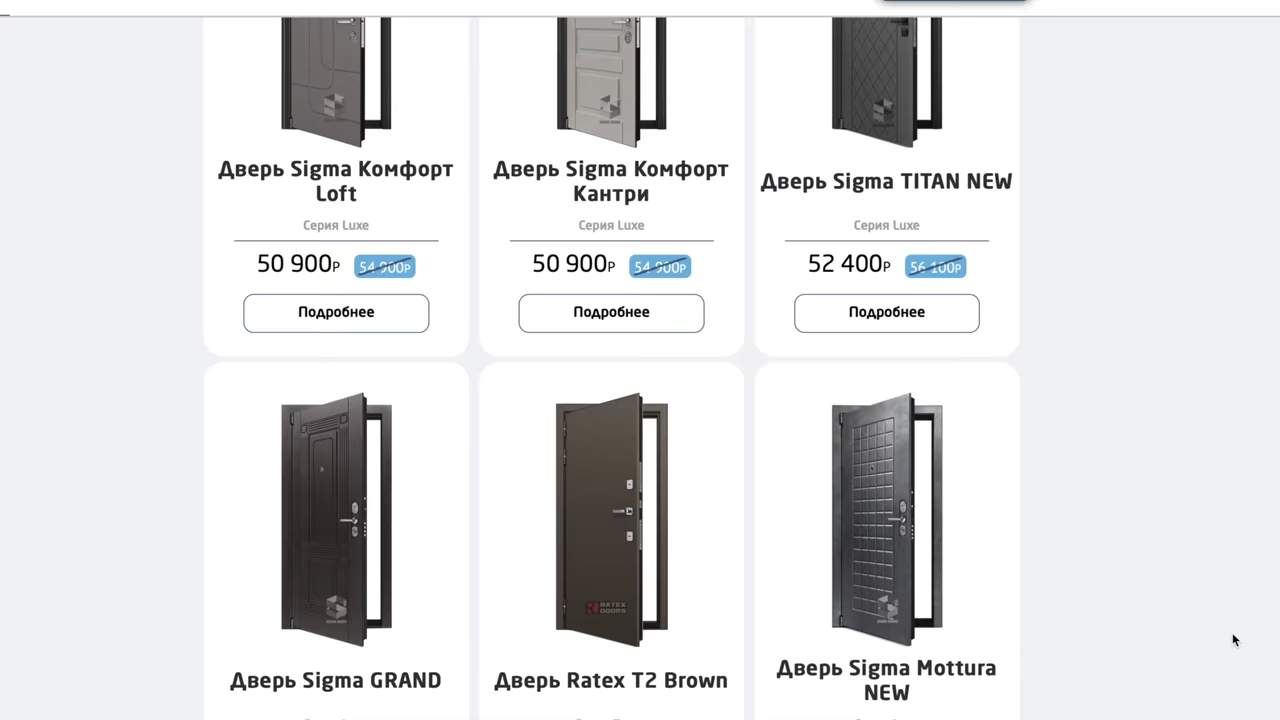 Дверь Sigma Комфорт
Loft
Серия Luxe
50 900Р 54 900Р
Подробнее
Дверь Sigma Комфорт
Кантри
Серия Luxe
50 900Р 54 900Р
Подробнее
Дверь Sigma TITAN NEW
Серия Luxe
52 400Р 56 100Р
Подробнее
Дверь Sigma GRAND
RATEX
DOORS
Дверь Ratex T2 Brown
Дверь Sigma Mottura
NEW